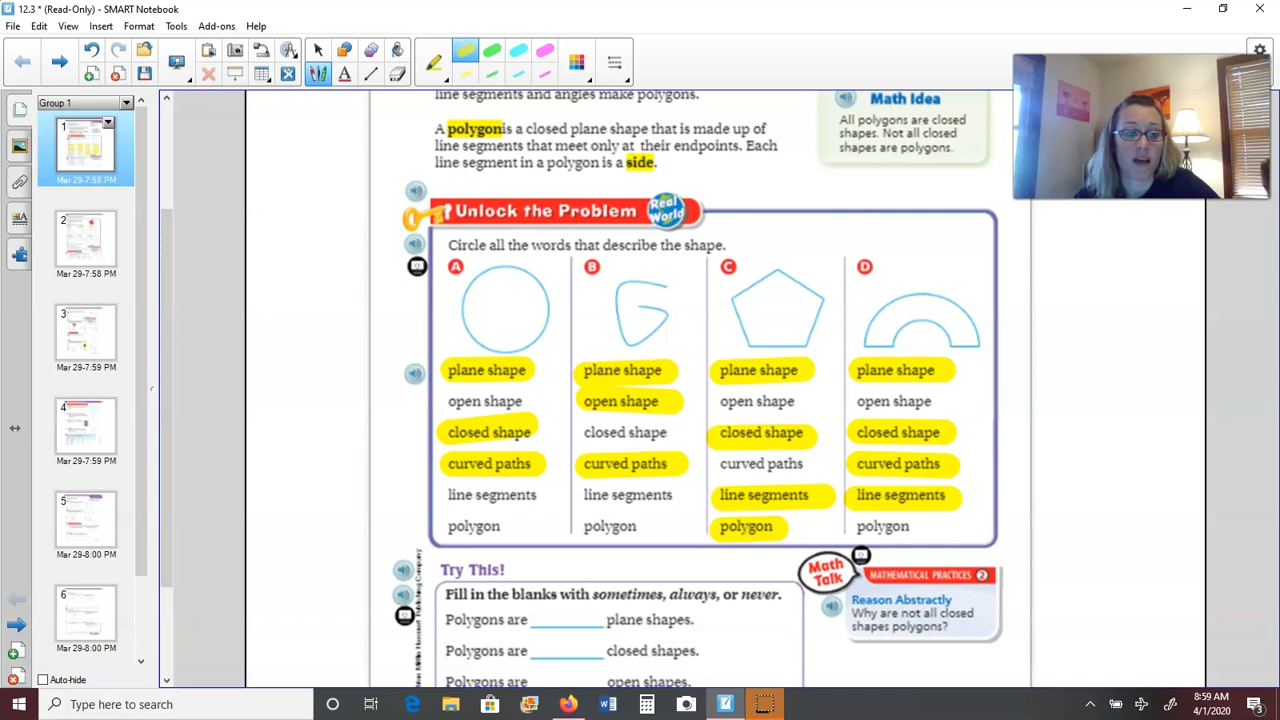 12.3 * (Read-Only) - SMART Notebook
File Edit View Insert Format Tools Add-ons Help
Group 1
1
Mar 29-7:58 PM
2
Mar 29-7:58 PM
3
Mar 29-7:59 PM
4
Mar 29-7:59 PM
5
Mar 29-7:59 PM
6
Mar 29-8:00 PM
Auto-hide
line segments and angles make polygons.
A polygon is a closed plane shape that is made up of
line segments that meet only at their endpoints. Each
line segment in a polygon is a side.
Math Idea
All polygons are closed
shapes. Not all closed
shapes are polygons.
Unlock the Problem Real World
Circle all the words that describe the shape.
A B C D
plane shape plane shape plane shape plane shape
open shape open shape open shape open shape
closed shape closed shape closed shape closed shape
curved paths curved paths curved paths curved paths
line segments line segments line segments line segments
polygon polygon polygon polygon
Try This!
Fill in the blanks with sometimes, always, or never.
Polygons are ________ plane shapes.
Polygons are ________ closed shapes.
Polygons are ________ open shapes.
Math Talk
MATHEMATICAL PRACTICES 2
Reason Abstractly
Why are not all closed
shapes polygons?
Type here to search
8:59 AM
4/1/2020
3